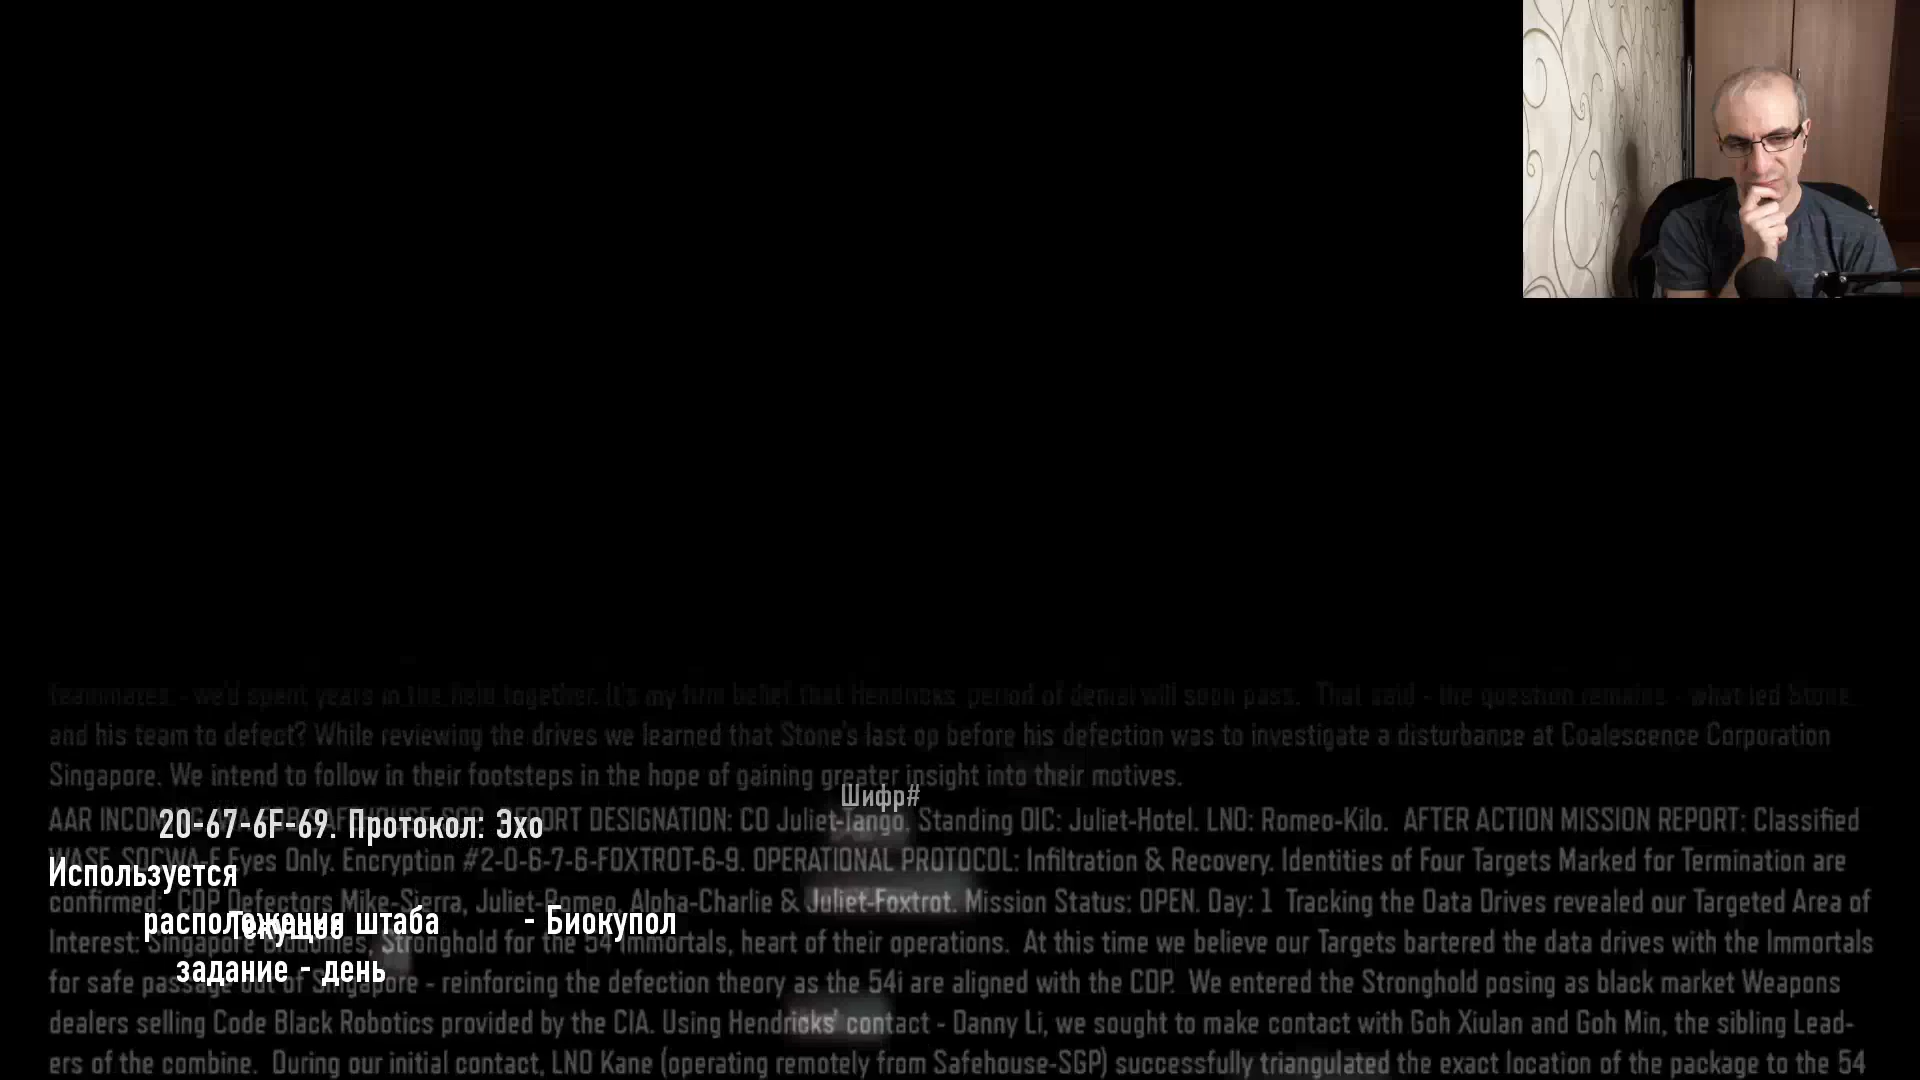 teammates - we'd spent years in the field together. It's my firm belief that Hendricks' period of denial will soon pass. That said - the question remains - what led Stone
and his team to defect? While reviewing the drives we learned that Stone's last op before his defection was to investigate a disturbance at Coalescence Corporation
Singapore. We intend to follow in their footsteps in the hope of gaining greater insight into their motives.
Шифр#
20-67-6F-69. Протокол: Эхо
AAR INCOM DESIGNATION: CO Juliet-Tango. Standing OIC: Juliet-Hotel. LNO: Romeo-Kilo. AFTER ACTION MISSION REPORT: Classified
Eyes Only. Encryption #2-0-6-7-6-FOXTROT-6-9. OPERATIONAL PROTOCOL: Infiltration & Recovery. Identities of Four Targets Marked for Termination are
Используется
confirmed: CDP Defectors Mike-Sierra, Juliet-Romeo, Alpha-Charlie & Juliet-Foxtrot. Mission Status: OPEN. Day: 1 Tracking the Data Drives revealed our Targeted Area of
расположения штаба - Биокупол
Текущее
Interest: Singapore Biodomes, Stronghold for the 54 Immortals, heart of their operations. At this time we believe our Targets bartered the data drives with the Immortals
задание - день
for safe passage out of Singapore - reinforcing the defection theory as the 54i are aligned with the CDP. We entered the Stronghold posing as black market Weapons
dealers selling Code Black Robotics provided by the CIA. Using Hendricks' contact - Danny Li, we sought to make contact with Goh Xiulan and Goh Min, the sibling Lead-
ers of the combine. During our initial contact, LNO Kane (operating remotely from Safehouse-SGP) successfully triangulated the exact location of the package to the 54